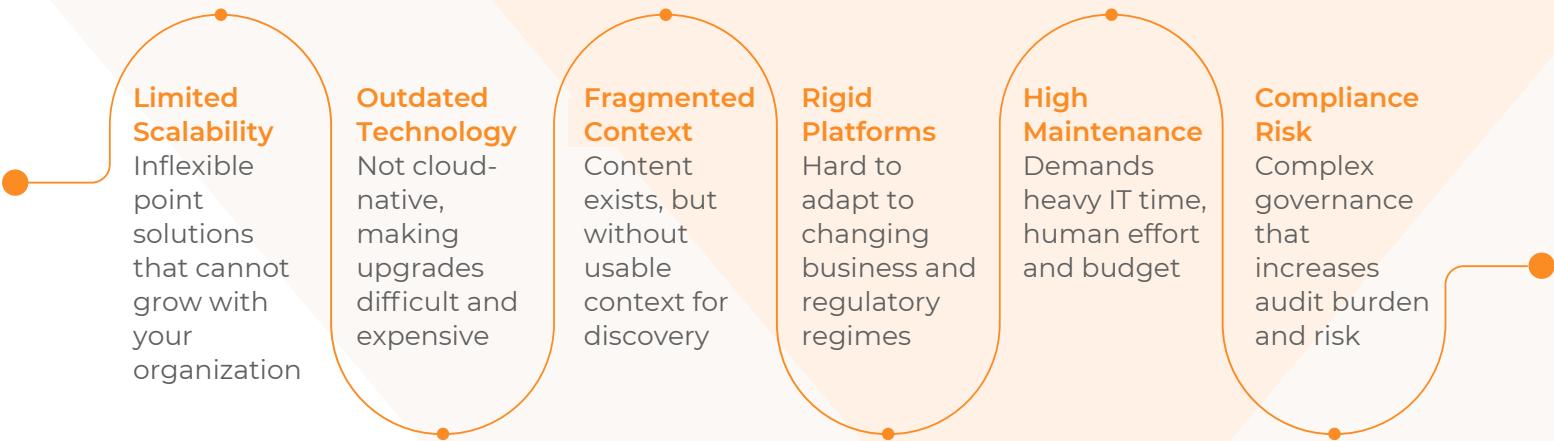 Limited
Scalability
Inflexible
point
solutions
that cannot
grow with
your
organization
Outdated
Technology
Not cloud-
native,
making
upgrades
difficult and
expensive
Fragmented
Context
Content
exists, but
without
usable
context for
discovery
Rigid
Platforms
Hard to
adapt to
changing
business and
regulatory
regimes
High
Maintenance
Demands
heavy IT time,
human effort
and budget
Compliance
Risk
Complex
governance
that
increases
audit burden
and risk